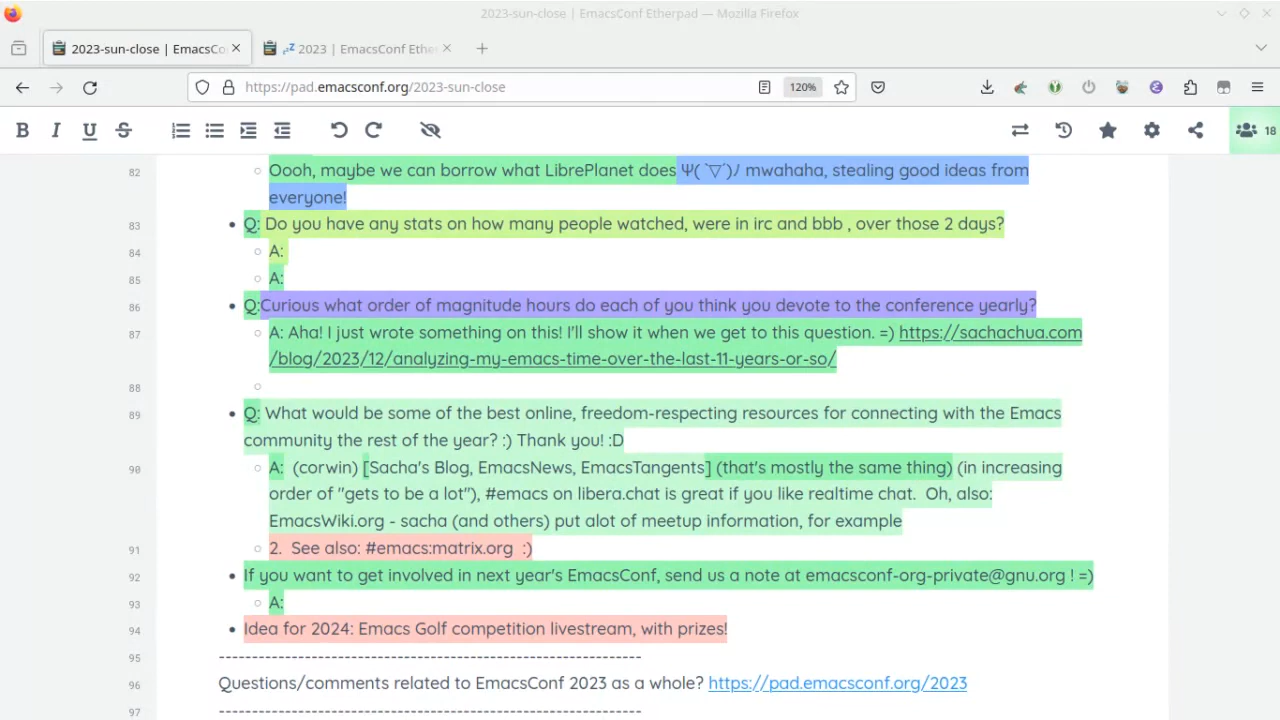 2023-sun-close | EmacsConf Etherpad — Mozilla Firefox
2023-sun-close | EmacsCo
2023 | EmacsConf Ether
https://pad.emacsconf.org/2023-sun-close
120%
B I U S
18
82 Oooh, maybe we can borrow what LibrePlanet does Ψ( ˋ▽ˊ)ﾉ mwahaha, stealing good ideas from
everyone!
83 Q: Do you have any stats on how many people watched, were in irc and bbb , over those 2 days?
84 A:
85 A:
86 Q:Curious what order of magnitude hours do each of you think you devote to the conference yearly?
87 A: Aha! I just wrote something on this! I'll show it when we get to this question. =) https://sachachua.com
/blog/2023/12/analyzing-my-emacs-time-over-the-last-11-years-or-so/
88
89 Q: What would be some of the best online, freedom-respecting resources for connecting with the Emacs
community the rest of the year? :) Thank you! :D
90 A:  (corwin) [Sacha's Blog, EmacsNews, EmacsTangents] (that's mostly the same thing) (in increasing
order of "gets to be a lot"), #emacs on libera.chat is great if you like realtime chat.  Oh, also:
EmacsWiki.org - sacha (and others) put alot of meetup information, for example
91 2.  See also: #emacs:matrix.org  :)
92 If you want to get involved in next year's EmacsConf, send us a note at emacsconf-org-private@gnu.org ! =)
93 A:
94 Idea for 2024: Emacs Golf competition livestream, with prizes!
95 ----------------------------------------------------------------
96 Questions/comments related to EmacsConf 2023 as a whole? https://pad.emacsconf.org/2023
97 ----------------------------------------------------------------